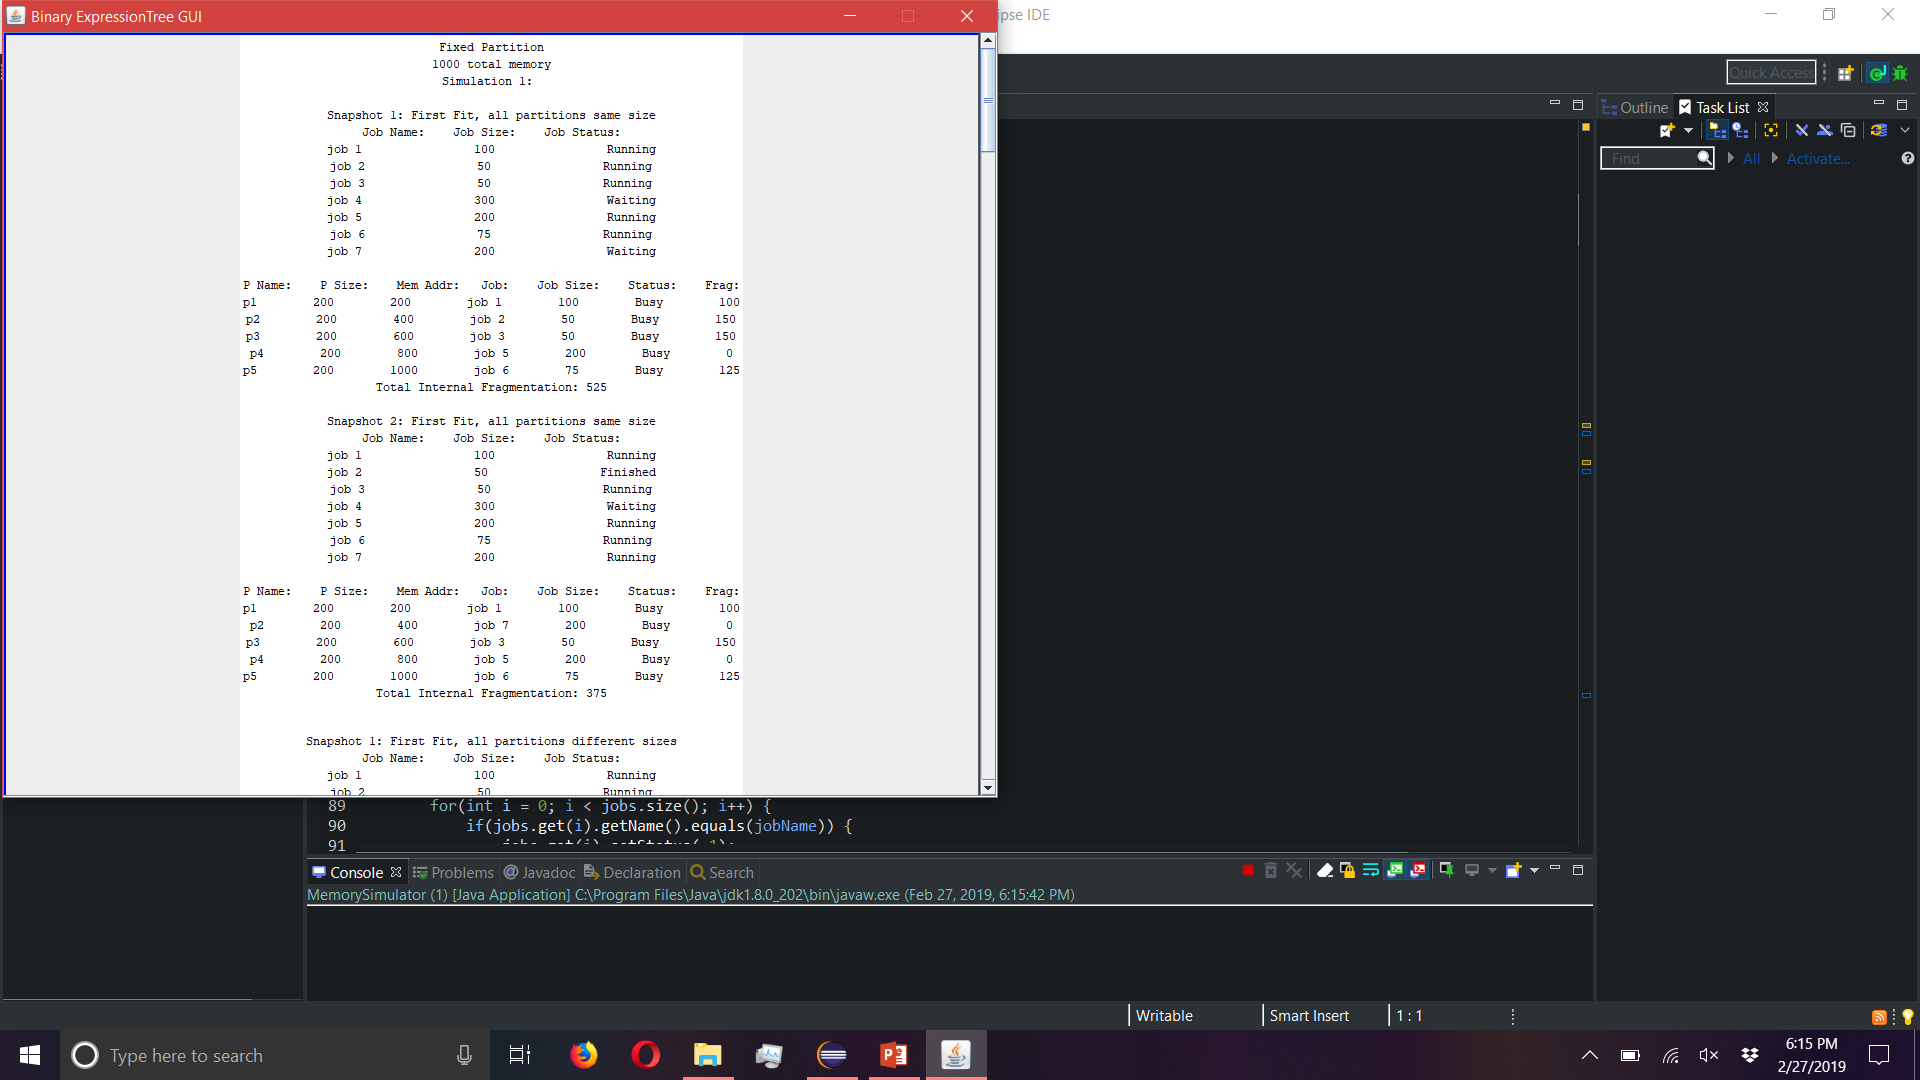 Binary ExpressionTree GUI
ipse IDE
Fixed Partition
1000 total memory
Simulation 1:
Snapshot 1: First Fit, all partitions same size
Job Name: Job Size: Job Status:
job 1 100 Running
job 2 50 Running
job 3 50 Running
job 4 300 Waiting
job 5 200 Running
job 6 75 Running
job 7 200 Waiting
P Name: P Size: Mem Addr: Job: Job Size: Status: Frag:
p1 200 200 job 1 100 Busy 100
p2 200 400 job 2 50 Busy 150
p3 200 600 job 3 50 Busy 150
p4 200 800 job 5 200 Busy 0
p5 200 1000 job 6 75 Busy 125
Total Internal Fragmentation: 525
Snapshot 2: First Fit, all partitions same size
Job Name: Job Size: Job Status:
job 1 100 Running
job 2 50 Finished
job 3 50 Running
job 4 300 Waiting
job 5 200 Running
job 6 75 Running
job 7 200 Running
P Name: P Size: Mem Addr: Job: Job Size: Status: Frag:
p1 200 200 job 1 100 Busy 100
p2 200 400 job 7 200 Busy 0
p3 200 600 job 3 50 Busy 150
p4 200 800 job 5 200 Busy 0
p5 200 1000 job 6 75 Busy 125
Total Internal Fragmentation: 375
Snapshot 1: First Fit, all partitions different sizes
Job Name: Job Size: Job Status:
job 1 100 Running
job 2 50 Running
Quick Access
Outline Task List
Find All Activate...
89 for(int i = 0; i < jobs.size(); i++) {
90 if(jobs.get(i).getName().equals(jobName)) {
91
Console Problems @ Javadoc Declaration Search
MemorySimulator (1) [Java Application] C:\Program Files\Java\jdk1.8.0_202\bin\javaw.exe (Feb 27, 2019, 6:15:42 PM)
Writable Smart Insert 1 : 1
Type here to search
6:15 PM
2/27/2019